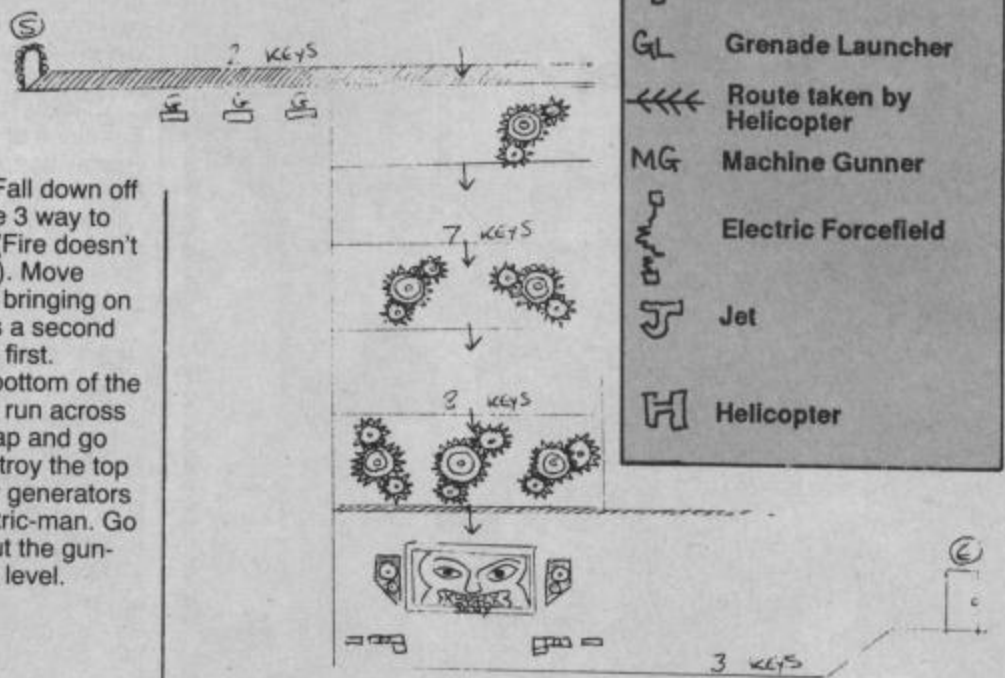 S
? KEYS
G G G
Fall down off
e 3 way to
(Fire doesn't
). Move
bringing on
s a second
first.
bottom of the
run across
ap and go
troy the top
generators
tric-man. Go
ut the gun-
level.
7 KEYS
8 KEYS
3 KEYS
E
GL Grenade Launcher
Route taken by
Helicopter
MG Machine Gunner
Electric Forcefield
J Jet
H Helicopter